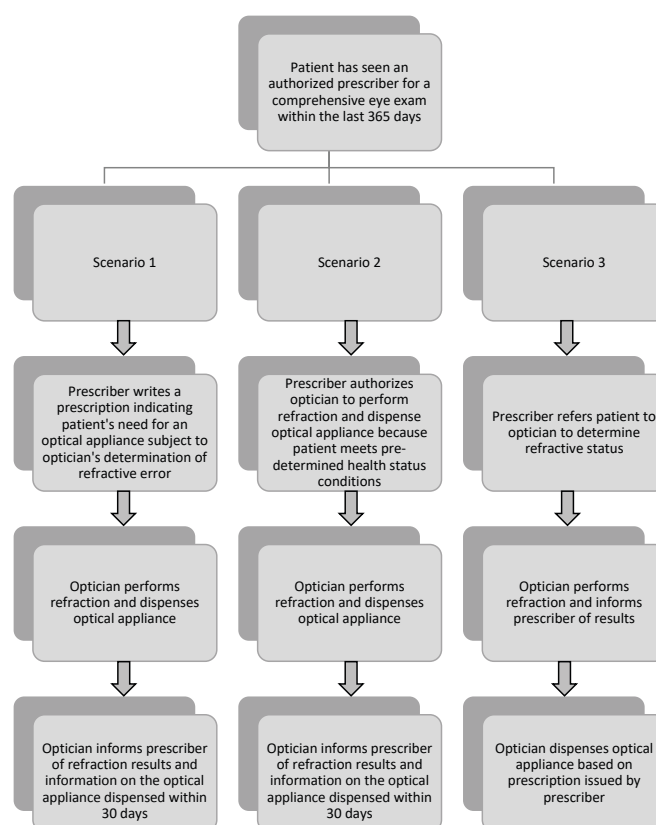 Patient has seen an
authorized prescriber for a
comprehensive eye exam
within the last 365 days
Scenario 1
Scenario 2
Scenario 3
Prescriber writes a
prescription indicating
patient's need for an
optical appliance subject to
optician's determination of
refractive error
Prescriber authorizes
optician to perform
refraction and dispense
optical appliance because
patient meets pre-
determined health status
conditions
Prescriber refers patient to
optician to determine
refractive status
Optician performs
refraction and dispenses
optical appliance
Optician performs
refraction and dispenses
optical appliance
Optician performs
refraction and informs
prescriber of results
Optician informs prescriber
of refraction results and
information on the optical
appliance dispensed within
30 days
Optician informs prescriber
of refraction results and
information on the optical
appliance dispensed within
30 days
Optician dispenses optical
appliance based on
prescription issued by
prescriber